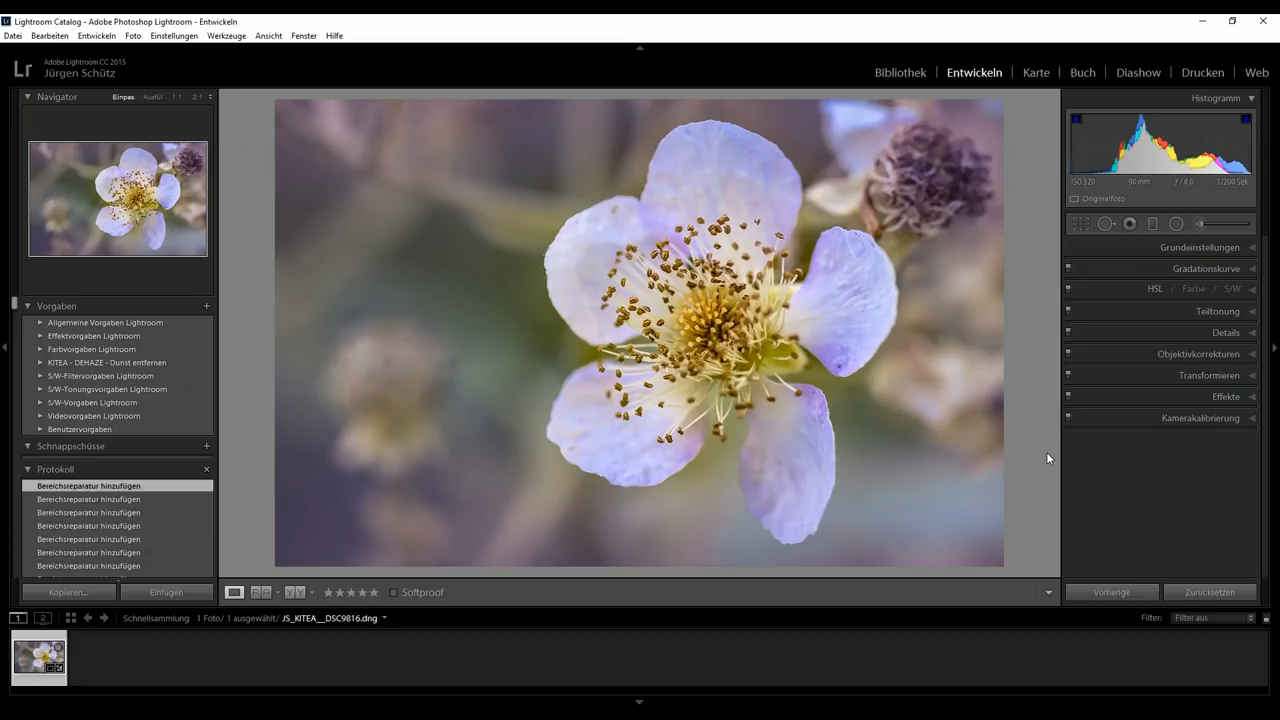 Lightroom Catalog - Adobe Photoshop Lightroom - Entwickeln
Datei Bearbeiten Entwickeln Foto Einstellungen Werkzeuge Ansicht Fenster Hilfe
Lr Adobe Lightroom CC 2015
Jürgen Schütz
Bibliothek Entwickeln Karte Buch Diashow Drucken Web
Navigator Einpas. Ausfül. 1:1 2:1
Vorgaben
Allgemeine Vorgaben Lightroom
Effektvorgaben Lightroom
Farbvorgaben Lightroom
KITEA - DEHAZE - Dunst entfernen
S/W-Filtervorgaben Lightroom
S/W-Tonungsvorgaben Lightroom
S/W-Vorgaben Lightroom
Videovorgaben Lightroom
Benutzervorgaben
Schnappschüsse
Protokoll
Bereichsreparatur hinzufügen
Bereichsreparatur hinzufügen
Bereichsreparatur hinzufügen
Bereichsreparatur hinzufügen
Bereichsreparatur hinzufügen
Bereichsreparatur hinzufügen
Bereichsreparatur hinzufügen
Kopieren... Einfügen
Histogramm
ISO 320 90 mm ƒ / 4,0 1/200 Sek.
Originalfoto
Grundeinstellungen
Gradationskurve
HSL / Farbe / S/W
Teiltonung
Details
Objektivkorrekturen
Transformieren
Effekte
Kamerakalibrierung
Softproof
Vorherige Zurücksetzen
1 2 Schnellsammlung 1 Foto/ 1 ausgewählt/ JS_KITEA__DSC9816.dng
Filter: Filter aus